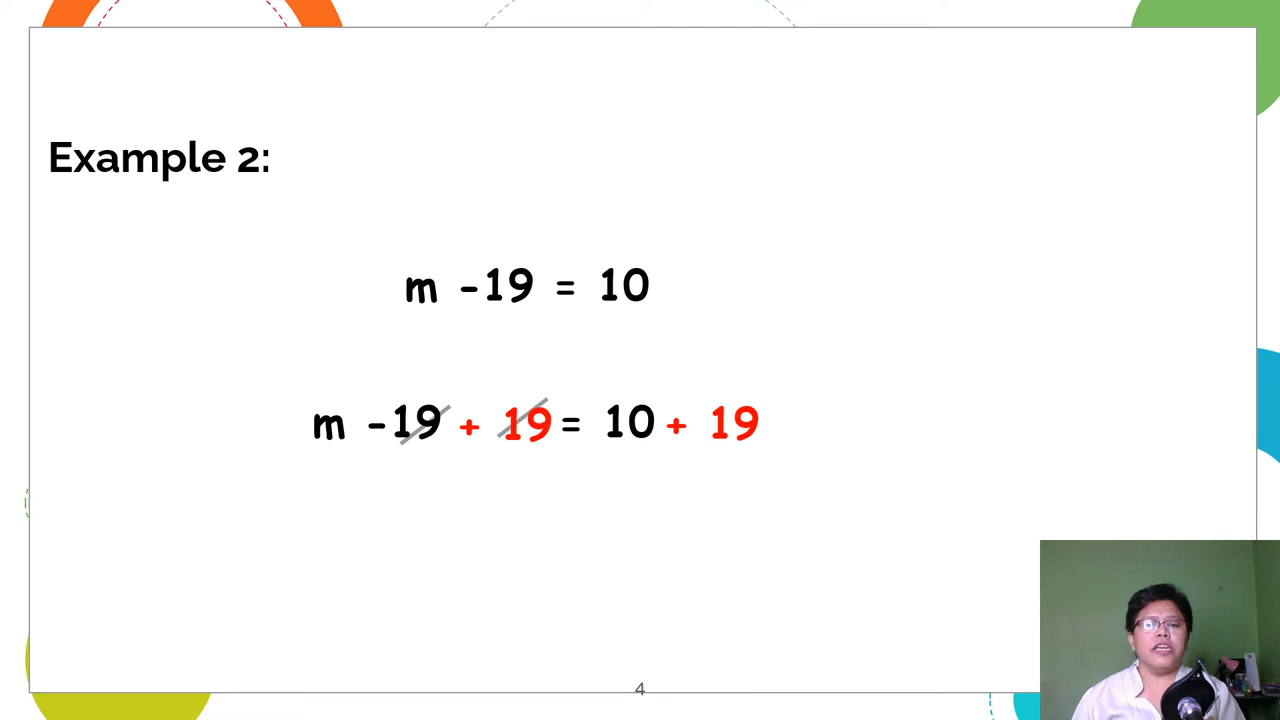 Example 2:
m -19 = 10
m -19 + 19 = 10 + 19
4